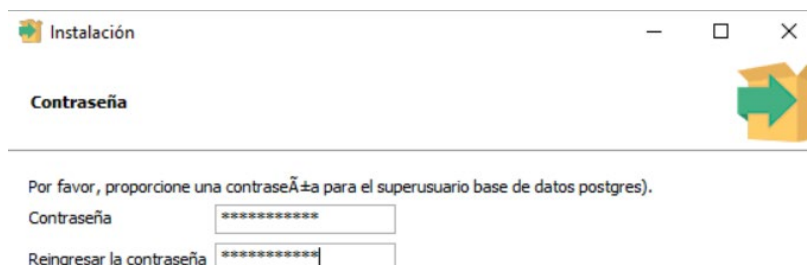 Instalación
Contraseña
Por favor, proporcione una contraseÃ±a para el superusuario base de datos postgres).
Contraseña ***********
Reingresar la contraseña ***********